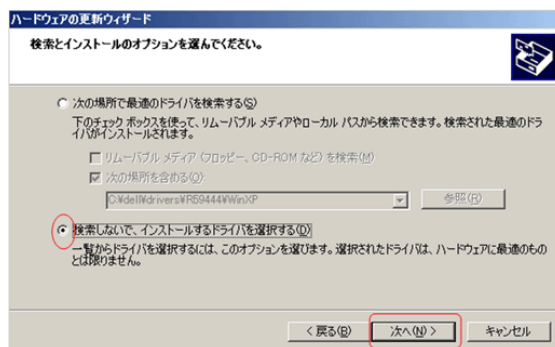 ハードウェアの更新ウィザード
検索とインストールのオプションを選んでください。
次の場所で最適のドライバを検索する(S)
下のチェック ボックスを使って、リムーバブル メディアやローカル パスから検索できます。検索された最適のドラ
イバがインストールされます。
リムーバブル メディア (フロッピー、CD-ROM など) を検索(M)
次の場所を含める(O):
C:¥dell¥drivers¥R59444¥WinXP
参照(R)
検索しないで、インストールするドライバを選択する(D)
一覧からドライバを選択するには、このオプションを選びます。選択されたドライバは、ハードウェアに最適のもの
とは限りません。
< 戻る(B)
次へ(N) >
キャンセル